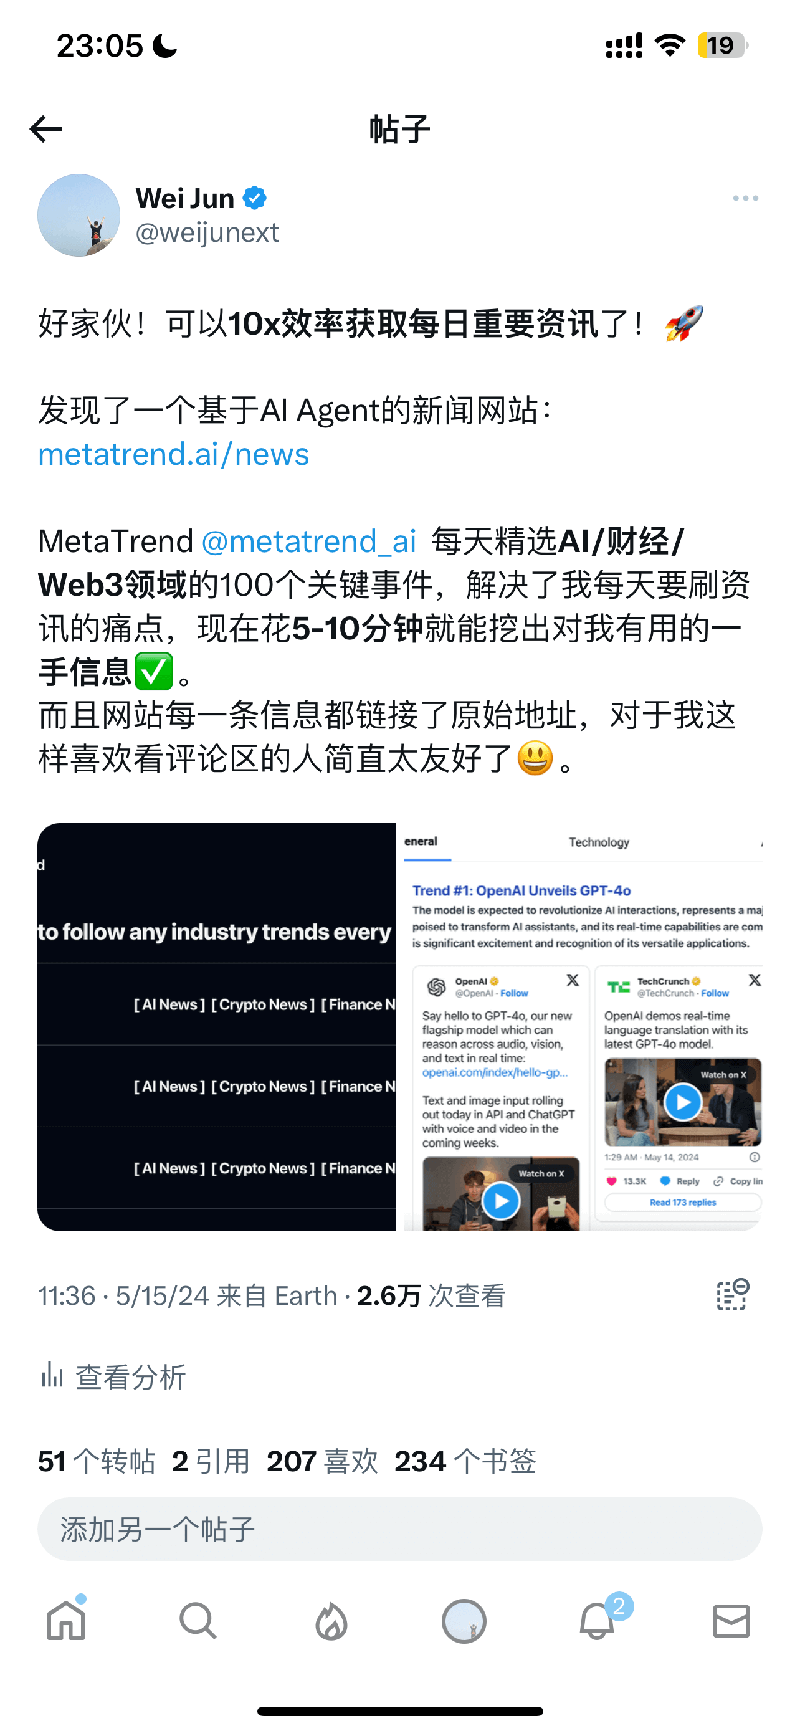 23:05
19
帖子
Wei Jun
@weijunext
好家伙！可以10x效率获取每日重要资讯了！🚀
发现了一个基于AI Agent的新闻网站：
metatrend.ai/news
MetaTrend @metatrend_ai 每天精选AI/财经/
Web3领域的100个关键事件，解决了我每天要刷资
讯的痛点，现在花5-10分钟就能挖出对我有用的一
手信息✅。
而且网站每一条信息都链接了原始地址，对于我这
样喜欢看评论区的人简直太友好了😃。
d
to follow any industry trends every
[ AI News ] [ Crypto News ] [ Finance N
[ AI News ] [ Crypto News ] [ Finance N
[ AI News ] [ Crypto News ] [ Finance N
eneral
Technology
Trend #1: OpenAI Unveils GPT-4o
The model is expected to revolutionize AI interactions, represents a maj
poised to transform AI assistants, and its real-time capabilities are com
is significant excitement and recognition of its versatile applications.
OpenAI
@OpenAI · Follow
Say hello to GPT-4o, our new
flagship model which can
reason across audio, vision,
and text in real time:
openai.com/index/hello-gp...
Text and image input rolling
out today in API and ChatGPT
with voice and video in the
coming weeks.
Watch on X
TechCrunch
@TechCrunch · Follow
OpenAI demos real-time
language translation with its
latest GPT-4o model.
Watch on X
1:29 AM · May 14, 2024
13.3K Reply Copy lin
Read 173 replies
11:36 · 5/15/24 来自 Earth · 2.6万 次查看
查看分析
51 个转帖 2 引用 207 喜欢 234 个书签
添加另一个帖子
2